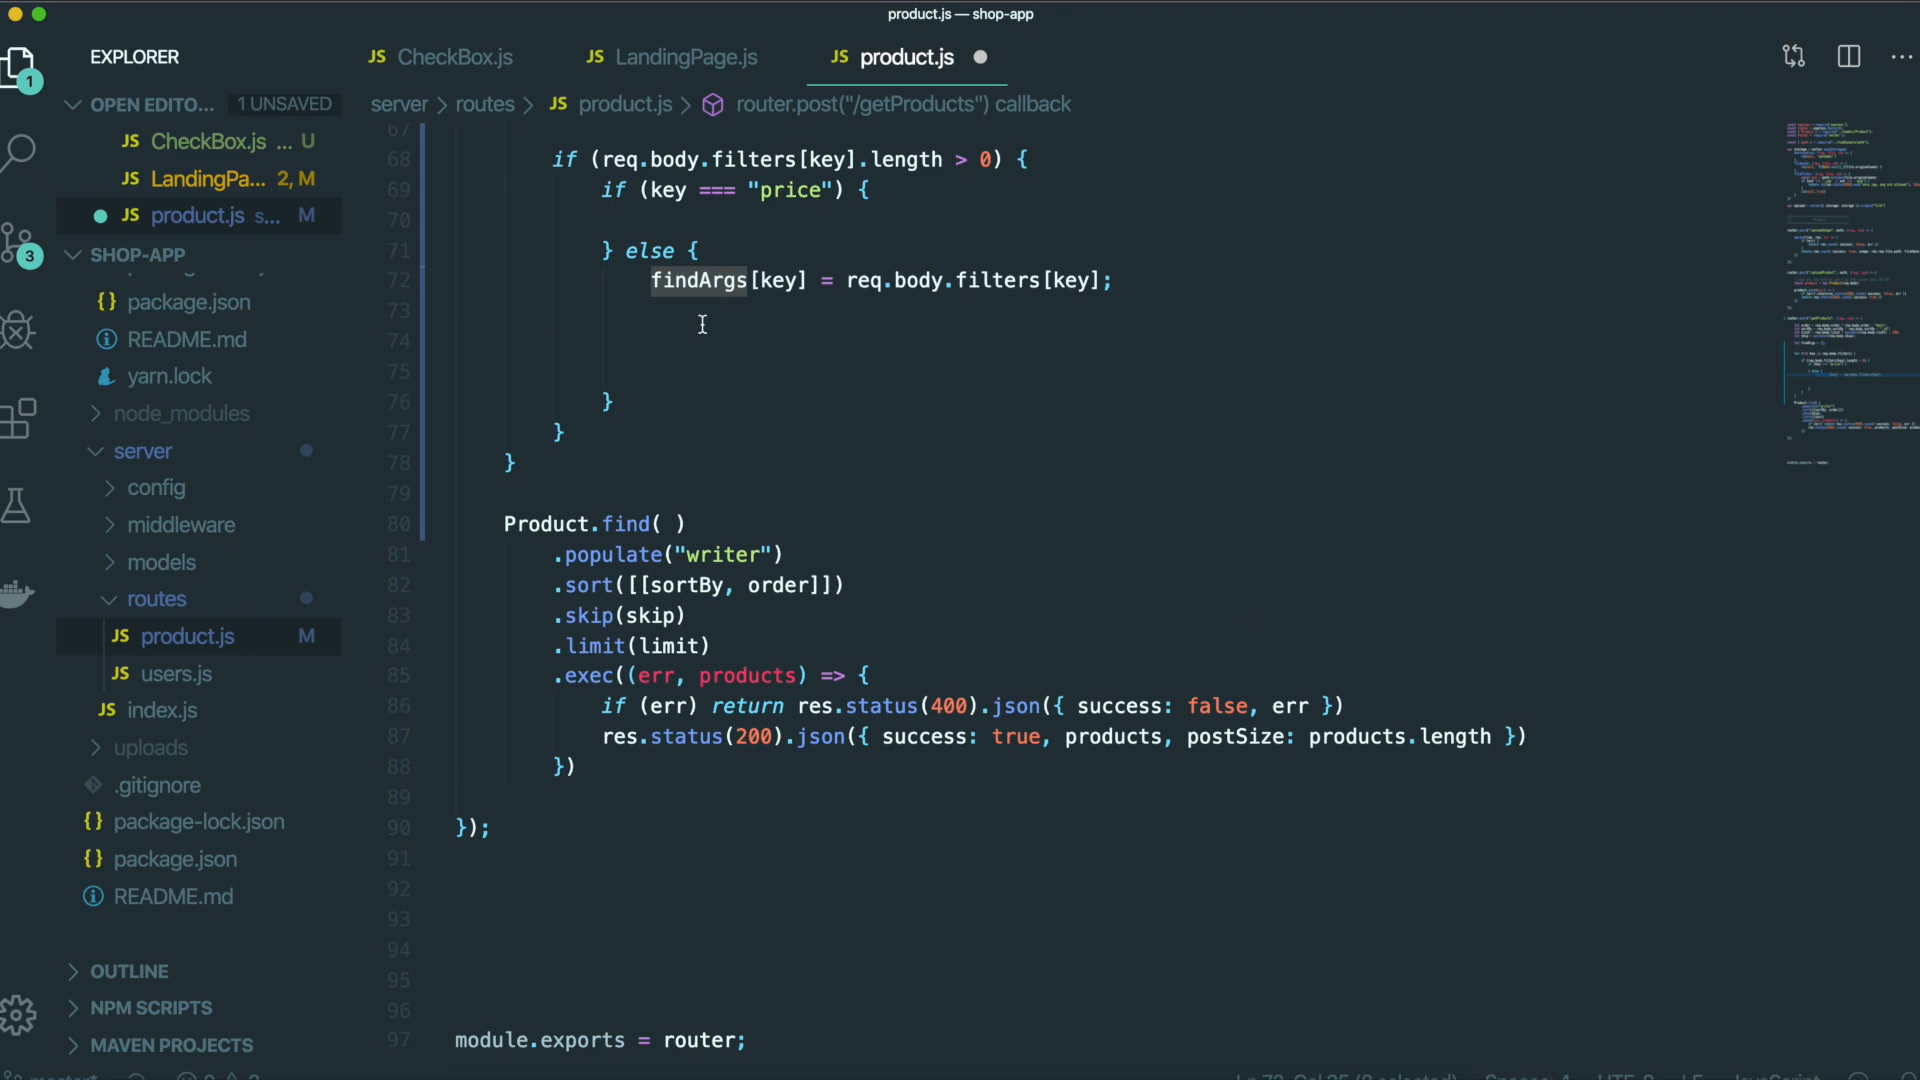 product.js — shop-app
EXPLORER
JS CheckBox.js
JS LandingPage.js
JS product.js
1
OPEN EDITO...
1 UNSAVED
server > routes > JS product.js > router.post("/getProducts") callback
JS CheckBox.js ... U
JS LandingPa... 2, M
JS product.js s... M
3
SHOP-APP
{} package.json
README.md
yarn.lock
node_modules
server
config
middleware
models
routes
JS product.js M
JS users.js
JS index.js
uploads
.gitignore
{} package-lock.json
{} package.json
README.md
OUTLINE
NPM SCRIPTS
MAVEN PROJECTS
67
68 if (req.body.filters[key].length > 0) {
69 if (key === "price") {
70
71 } else {
72 findArgs[key] = req.body.filters[key];
73
74
75
76 }
77 }
78 }
79
80 Product.find( )
81 .populate("writer")
82 .sort([[sortBy, order]])
83 .skip(skip)
84 .limit(limit)
85 .exec((err, products) => {
86 if (err) return res.status(400).json({ success: false, err })
87 res.status(200).json({ success: true, products, postSize: products.length })
88 })
89
90 });
91
92
93
94
95
96
97 module.exports = router;